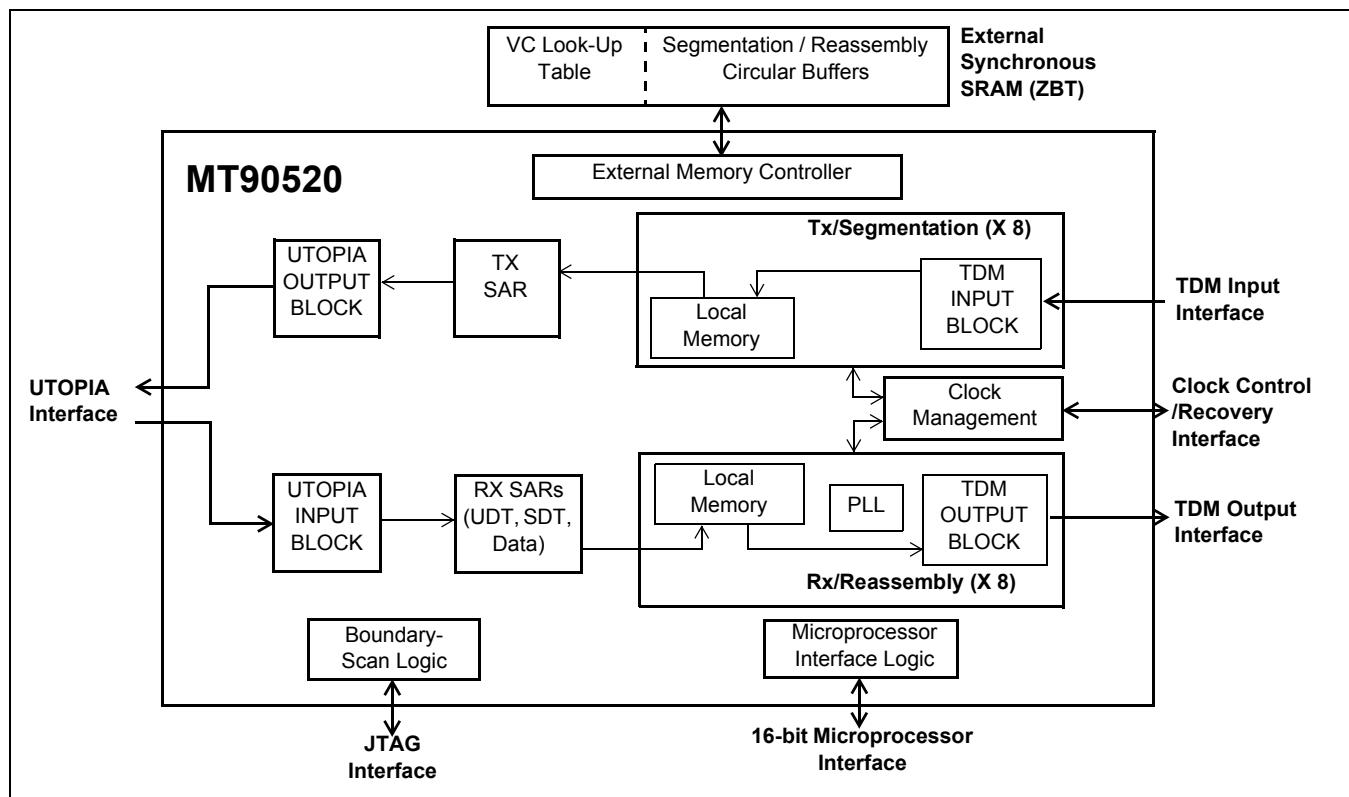 VC Look-Up
Table
Segmentation / Reassembly
Circular Buffers
External
Synchronous
SRAM (ZBT)
MT90520
External Memory Controller
Tx/Segmentation (X 8)
UTOPIA
OUTPUT
BLOCK
TX
SAR
Local
Memory
TDM
INPUT
BLOCK
TDM Input
Interface
UTOPIA
Interface
Clock
Management
Clock Control
/Recovery
Interface
UTOPIA
INPUT
BLOCK
RX SARs
(UDT, SDT,
Data)
Local
Memory
PLL
TDM
OUTPUT
BLOCK
TDM Output
Interface
Rx/Reassembly (X 8)
Boundary-
Scan Logic
Microprocessor
Interface Logic
JTAG
Interface
16-bit Microprocessor
Interface